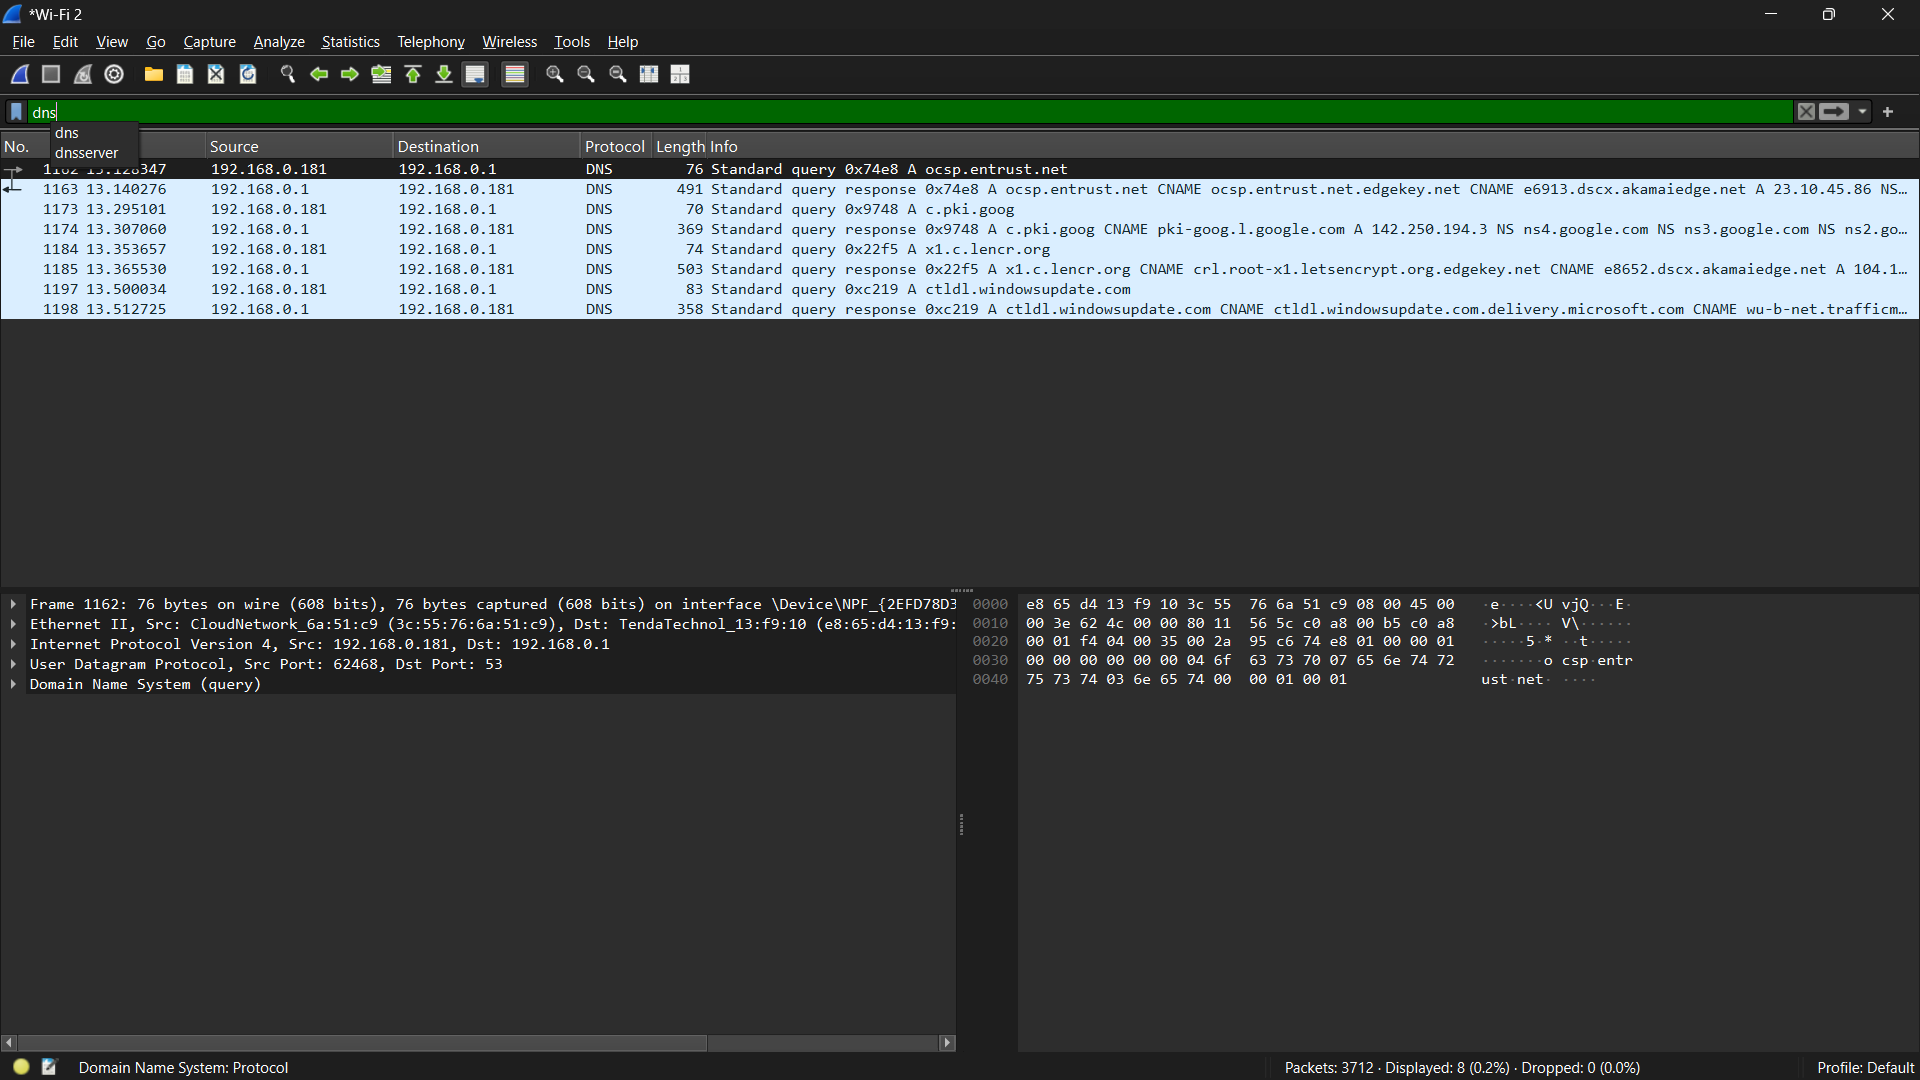 *Wi-Fi 2
File Edit View Go Capture Analyze Statistics Telephony Wireless Tools Help
dns
dns
dnsserver
No. Source Destination Protocol Length Info
192.168.0.181 192.168.0.1 DNS 76 Standard query 0x74e8 A ocsp.entrust.net
1163 13.140276 192.168.0.1 192.168.0.181 DNS 491 Standard query response 0x74e8 A ocsp.entrust.net CNAME ocsp.entrust.net.edgekey.net CNAME e6913.dscx.akamaiedge.net A 23.10.45.86 NS…
1173 13.295101 192.168.0.181 192.168.0.1 DNS 70 Standard query 0x9748 A c.pki.goog
1174 13.307060 192.168.0.1 192.168.0.181 DNS 369 Standard query response 0x9748 A c.pki.goog CNAME pki-goog.l.google.com A 142.250.194.3 NS ns4.google.com NS ns3.google.com NS ns2.go…
1184 13.353657 192.168.0.181 192.168.0.1 DNS 74 Standard query 0x22f5 A x1.c.lencr.org
1185 13.365530 192.168.0.1 192.168.0.181 DNS 503 Standard query response 0x22f5 A x1.c.lencr.org CNAME crl.root-x1.letsencrypt.org.edgekey.net CNAME e8652.dscx.akamaiedge.net A 104.1…
1197 13.500034 192.168.0.181 192.168.0.1 DNS 83 Standard query 0xc219 A ctldl.windowsupdate.com
1198 13.512725 192.168.0.1 192.168.0.181 DNS 358 Standard query response 0xc219 A ctldl.windowsupdate.com CNAME ctldl.windowsupdate.com.delivery.microsoft.com CNAME wu-b-net.trafficm…
Frame 1162: 76 bytes on wire (608 bits), 76 bytes captured (608 bits) on interface \Device\NPF_{2EFD78D3
Ethernet II, Src: CloudNetwork_6a:51:c9 (3c:55:76:6a:51:c9), Dst: TendaTechnol_13:f9:10 (e8:65:d4:13:f9:
Internet Protocol Version 4, Src: 192.168.0.181, Dst: 192.168.0.1
User Datagram Protocol, Src Port: 62468, Dst Port: 53
Domain Name System (query)
0000 e8 65 d4 13 f9 10 3c 55 76 6a 51 c9 08 00 45 00 ·e····<U vjQ···E·
0010 00 3e 62 4c 00 00 80 11 56 5c c0 a8 00 b5 c0 a8 ·>bL···· V\······
0020 00 01 f4 04 00 35 00 2a 95 c6 74 e8 01 00 00 01 ·····5·* ··t·····
0030 00 00 00 00 00 00 04 6f 63 73 70 07 65 6e 74 72 ·······o csp·entr
0040 75 73 74 03 6e 65 74 00 00 01 00 01 ust·net· ····
Domain Name System: Protocol
Packets: 3712 · Displayed: 8 (0.2%) · Dropped: 0 (0.0%)
Profile: Default